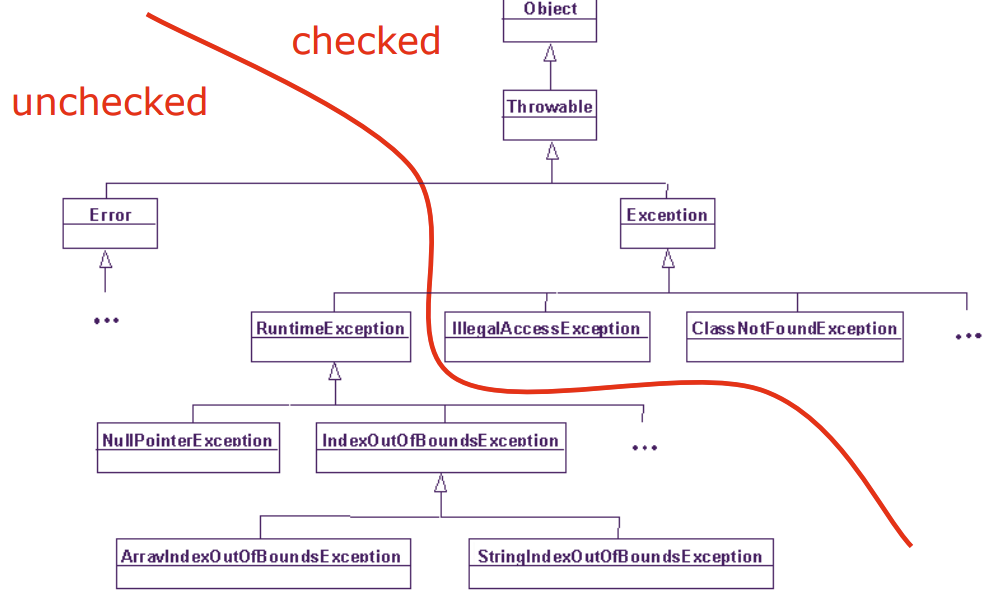 Object
checked
unchecked
Throwable
Error
Exception
...
RuntimeException
IllegalAccessException
ClassNotFoundException
...
NullPointerException
IndexOutOfBoundsException
...
ArrayIndexOutOfBoundsException
StringIndexOutOfBoundsException